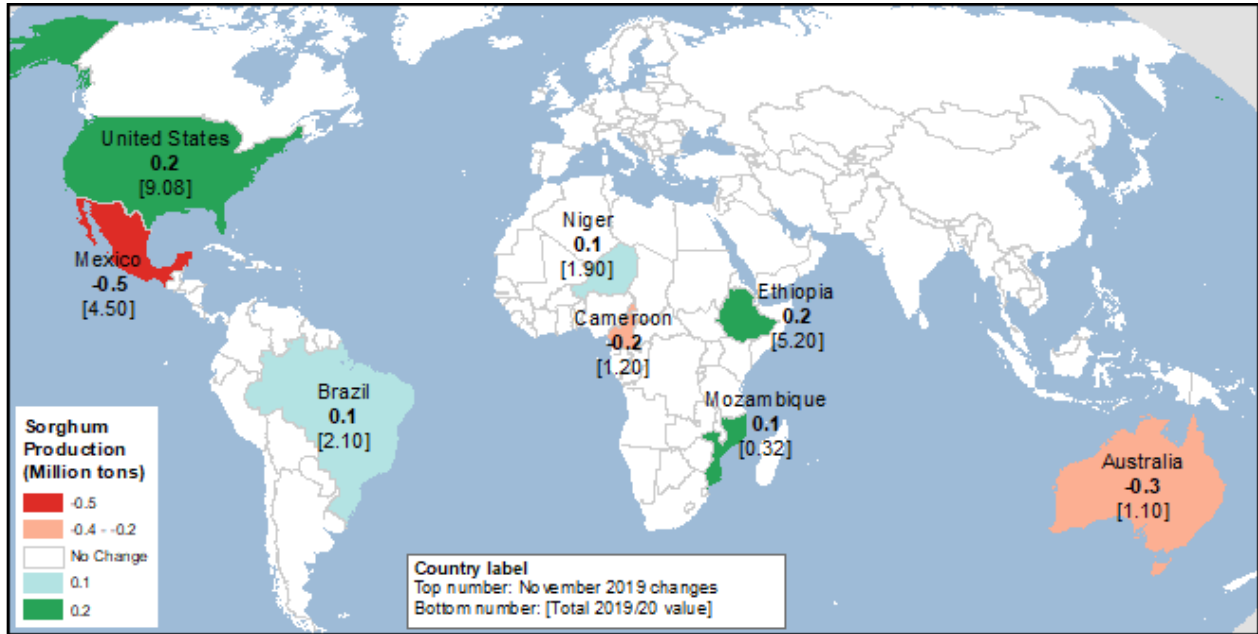 United States
0.2
[9.08]
Mexico
-0.5
[4.50]
Niger
0.1
[1.90]
Cameroon
-0.2
[1.20]
Ethiopia
0.2
[5.20]
Brazil
0.1
[2.10]
Mozambique
0.1
[0.32]
Australia
-0.3
[1.10]
Sorghum
Production
(Million tons)
-0.5
-0.4 - -0.2
No Change
0.1
0.2
Country label
Top number: November 2019 changes
Bottom number: [Total 2019/20 value]